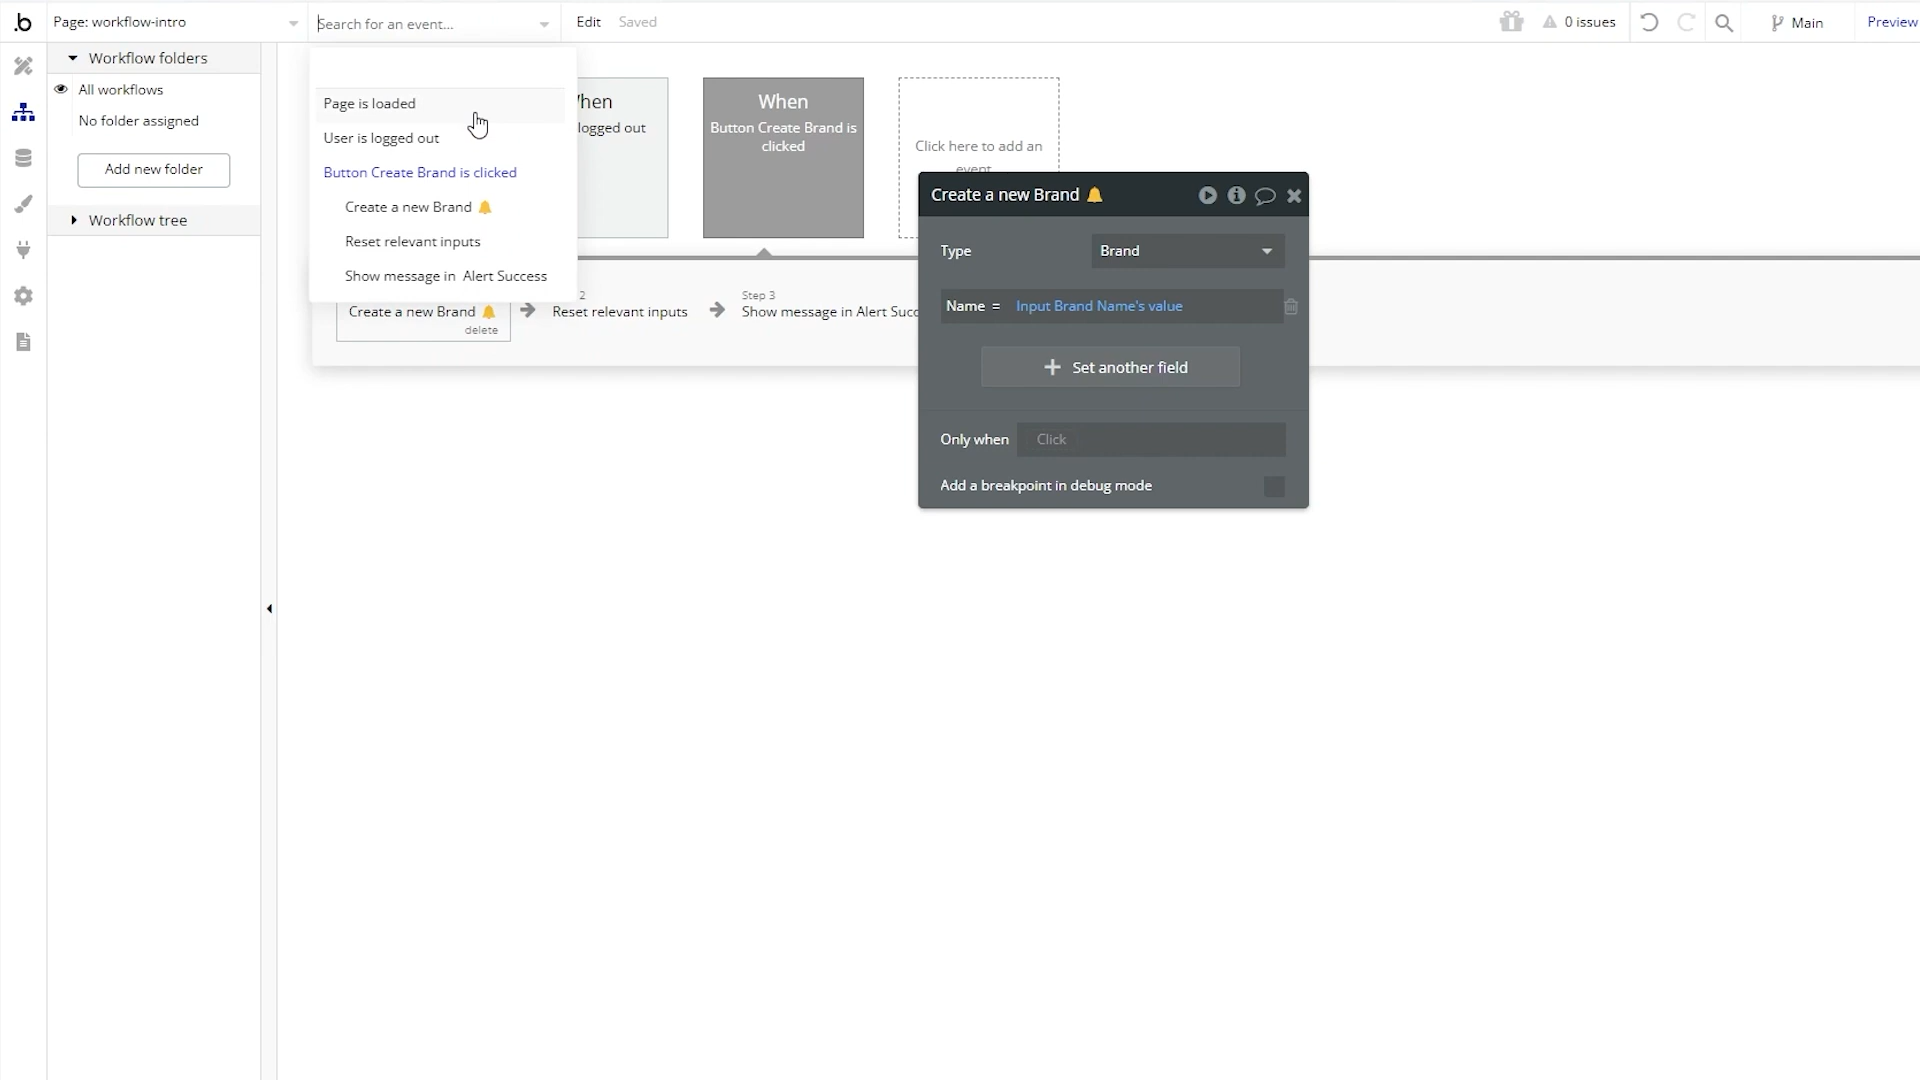 b
Page: workflow-intro
Search for an event...
Edit
Saved
0 issues
Main
Preview
Workflow folders
All workflows
No folder assigned
Add new folder
Workflow tree
Page is loaded
User is logged out
Button Create Brand is clicked
Create a new Brand
Reset relevant inputs
Show message in Alert Success
hen
logged out
When
Button Create Brand is
clicked
Click here to add an
event
Create a new Brand
delete
2
Reset relevant inputs
Step 3
Show message in Alert Succ
Create a new Brand
Type
Brand
Name =
Input Brand Name's value
Set another field
Only when
Click
Add a breakpoint in debug mode